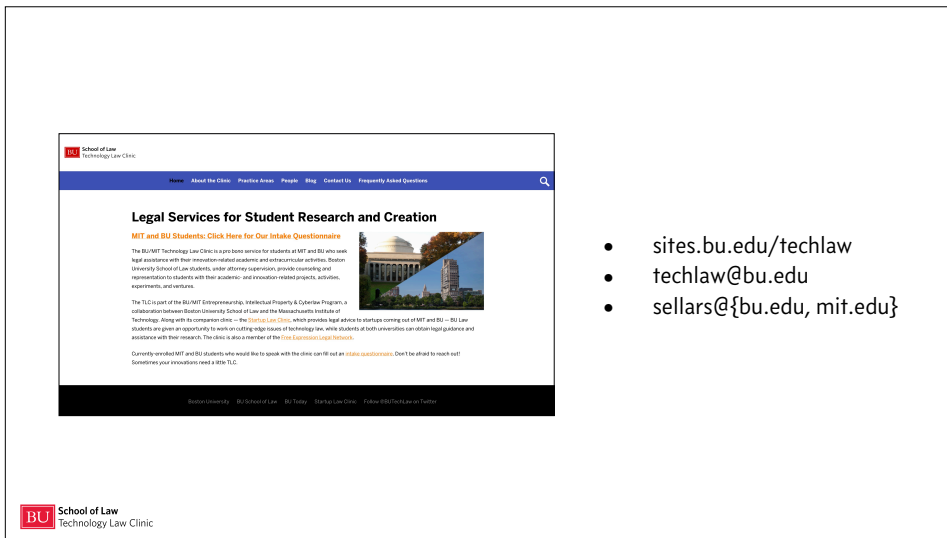 BU School of Law
Technology Law Clinic
Home About the Clinic Practice Areas People Blog Contact Us Frequently Asked Questions
Legal Services for Student Research and Creation
MIT and BU Students: Click Here for Our Intake Questionnaire
The BU/MIT Technology Law Clinic is a pro bono service for students at MIT and BU who seek
legal assistance with their innovation-related academic and extracurricular activities. Boston
University School of Law students, under attorney supervision, provide counseling and
representation to students with their academic- and innovation-related projects, activities,
experiments, and ventures.
The TLC is part of the BU/MIT Entrepreneurship, Intellectual Property & Cyberlaw Program, a
collaboration between Boston University School of Law and the Massachusetts Institute of
Technology. Along with its companion clinic — the Startup Law Clinic, which provides legal advice to startups coming out of MIT and BU — BU Law
students are given an opportunity to work on cutting-edge issues of technology law, while students at both universities can obtain legal guidance and
assistance with their research. The clinic is also a member of the Free Expression Legal Network.
Currently-enrolled MIT and BU students who would like to speak with the clinic can fill out an intake questionnaire. Don't be afraid to reach out!
Sometimes your innovations need a little TLC.
Boston University BU School of Law BU Today Startup Law Clinic Follow @BUTechLaw on Twitter
• sites.bu.edu/techlaw
• techlaw@bu.edu
• sellars@{bu.edu, mit.edu}
BU School of Law
Technology Law Clinic